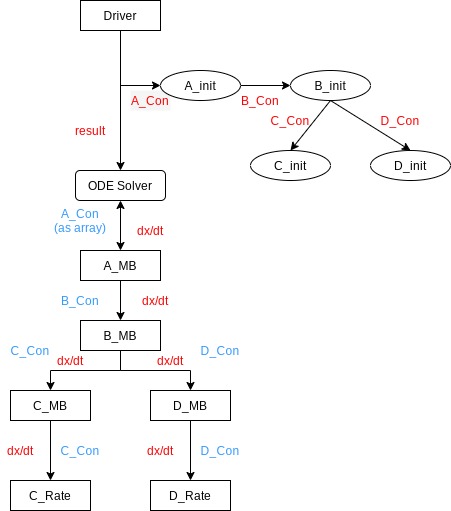 Driver
A_init
B_init
A_Con
B_Con
C_Con
D_Con
result
C_init
D_init
ODE Solver
A_Con
(as array)
dx/dt
A_MB
B_Con
dx/dt
B_MB
C_Con
dx/dt
dx/dt
D_Con
C_MB
D_MB
dx/dt
C_Con
dx/dt
D_Con
C_Rate
D_Rate